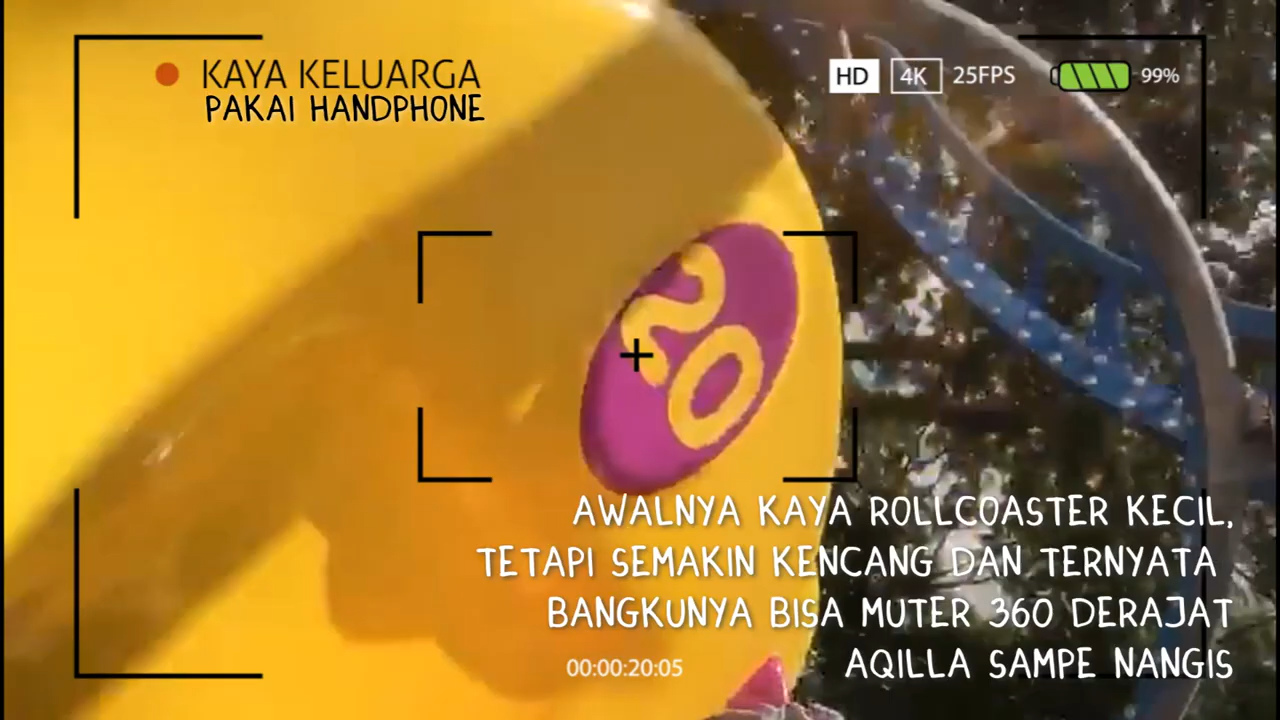 KAYA KELUARGA
PAKAI HANDPHONE
HD 4K 25FPS 99%
20
AWALNYA KAYA ROLLCOASTER KECIL,
TETAPI SEMAKIN KENCANG DAN TERNYATA
BANGKUNYA BISA MUTER 360 DERAJAT
AQILLA SAMPE NANGIS
00:00:20:05